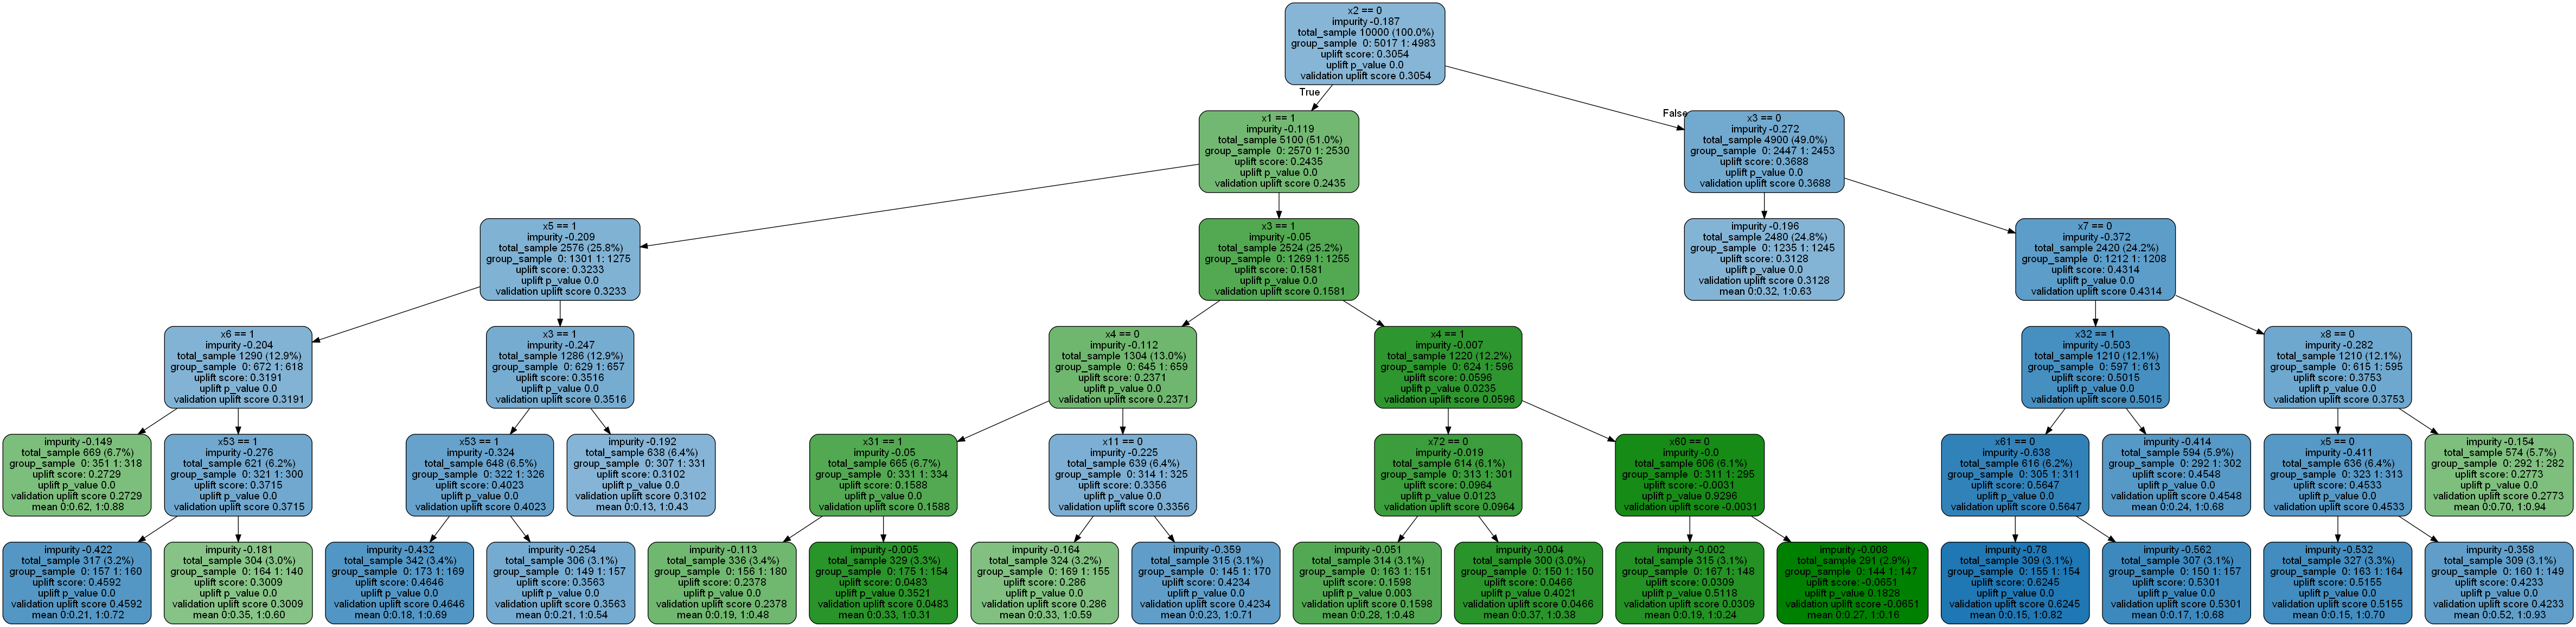 x2 == 0
impurity -0.187
total_sample 10000 (100.0%)
group_sample 0: 5017 1: 4983
uplift score: 0.3054
uplift p_value 0.0
validation uplift score 0.3054
True
False
x1 == 1
impurity -0.119
total_sample 5100 (51.0%)
group_sample 0: 2570 1: 2530
uplift score: 0.2435
uplift p_value 0.0
validation uplift score 0.2435
x3 == 0
impurity -0.272
total_sample 4900 (49.0%)
group_sample 0: 2447 1: 2453
uplift score: 0.3688
uplift p_value 0.0
validation uplift score 0.3688
x5 == 1
impurity -0.209
total_sample 2576 (25.8%)
group_sample 0: 1301 1: 1275
uplift score: 0.3233
uplift p_value 0.0
validation uplift score 0.3233
x3 == 1
impurity -0.05
total_sample 2524 (25.2%)
group_sample 0: 1269 1: 1255
uplift score: 0.1581
uplift p_value 0.0
validation uplift score 0.1581
impurity -0.196
total_sample 2480 (24.8%)
group_sample 0: 1235 1: 1245
uplift score: 0.3128
uplift p_value 0.0
validation uplift score 0.3128
mean 0:0.32, 1:0.63
x7 == 0
impurity -0.372
total_sample 2420 (24.2%)
group_sample 0: 1212 1: 1208
uplift score: 0.4314
uplift p_value 0.0
validation uplift score 0.4314
x6 == 1
impurity -0.204
total_sample 1290 (12.9%)
group_sample 0: 672 1: 618
uplift score: 0.3191
uplift p_value 0.0
validation uplift score 0.3191
x3 == 1
impurity -0.247
total_sample 1286 (12.9%)
group_sample 0: 629 1: 657
uplift score: 0.3516
uplift p_value 0.0
validation uplift score 0.3516
x4 == 0
impurity -0.112
total_sample 1304 (13.0%)
group_sample 0: 645 1: 659
uplift score: 0.2371
uplift p_value 0.0
validation uplift score 0.2371
x4 == 1
impurity -0.007
total_sample 1220 (12.2%)
group_sample 0: 624 1: 596
uplift score: 0.0596
uplift p_value 0.0235
validation uplift score 0.0596
x32 == 1
impurity -0.503
total_sample 1210 (12.1%)
group_sample 0: 597 1: 613
uplift score: 0.5015
uplift p_value 0.0
validation uplift score 0.5015
x8 == 0
impurity -0.282
total_sample 1210 (12.1%)
group_sample 0: 615 1: 595
uplift score: 0.3753
uplift p_value 0.0
validation uplift score 0.3753
impurity -0.149
total_sample 669 (6.7%)
group_sample 0: 351 1: 318
uplift score: 0.2729
uplift p_value 0.0
validation uplift score 0.2729
mean 0:0.62, 1:0.88
x53 == 1
impurity -0.276
total_sample 621 (6.2%)
group_sample 0: 321 1: 300
uplift score: 0.3715
uplift p_value 0.0
validation uplift score 0.3715
x53 == 1
impurity -0.324
total_sample 648 (6.5%)
group_sample 0: 322 1: 326
uplift score: 0.4023
uplift p_value 0.0
validation uplift score 0.4023
impurity -0.192
total_sample 638 (6.4%)
group_sample 0: 307 1: 331
uplift score: 0.3102
uplift p_value 0.0
validation uplift score 0.3102
mean 0:0.13, 1:0.43
x31 == 1
impurity -0.05
total_sample 665 (6.7%)
group_sample 0: 331 1: 334
uplift score: 0.1588
uplift p_value 0.0
validation uplift score 0.1588
x11 == 0
impurity -0.225
total_sample 639 (6.4%)
group_sample 0: 314 1: 325
uplift score: 0.3356
uplift p_value 0.0
validation uplift score 0.3356
x72 == 0
impurity -0.019
total_sample 614 (6.1%)
group_sample 0: 313 1: 301
uplift score: 0.0964
uplift p_value 0.0123
validation uplift score 0.0964
x60 == 0
impurity -0.0
total_sample 606 (6.1%)
group_sample 0: 311 1: 295
uplift score: -0.0031
uplift p_value 0.9296
validation uplift score -0.0031
x61 == 0
impurity -0.638
total_sample 616 (6.2%)
group_sample 0: 305 1: 311
uplift score: 0.5647
uplift p_value 0.0
validation uplift score 0.5647
impurity -0.414
total_sample 594 (5.9%)
group_sample 0: 292 1: 302
uplift score: 0.4548
uplift p_value 0.0
validation uplift score 0.4548
mean 0:0.24, 1:0.68
x5 == 0
impurity -0.411
total_sample 636 (6.4%)
group_sample 0: 323 1: 313
uplift score: 0.4533
uplift p_value 0.0
validation uplift score 0.4533
impurity -0.154
total_sample 574 (5.7%)
group_sample 0: 292 1: 282
uplift score: 0.2773
uplift p_value 0.0
validation uplift score 0.2773
mean 0:0.70, 1:0.94
impurity -0.422
total_sample 317 (3.2%)
group_sample 0: 157 1: 160
uplift score: 0.4592
uplift p_value 0.0
validation uplift score 0.4592
mean 0:0.21, 1:0.72
impurity -0.181
total_sample 304 (3.0%)
group_sample 0: 164 1: 140
uplift score: 0.3009
uplift p_value 0.0
validation uplift score 0.3009
mean 0:0.35, 1:0.60
impurity -0.432
total_sample 342 (3.4%)
group_sample 0: 173 1: 169
uplift score: 0.4646
uplift p_value 0.0
validation uplift score 0.4646
mean 0:0.18, 1:0.69
impurity -0.254
total_sample 306 (3.1%)
group_sample 0: 149 1: 157
uplift score: 0.3563
uplift p_value 0.0
validation uplift score 0.3563
mean 0:0.21, 1:0.54
impurity -0.113
total_sample 336 (3.4%)
group_sample 0: 156 1: 180
uplift score: 0.2378
uplift p_value 0.0
validation uplift score 0.2378
mean 0:0.19, 1:0.48
impurity -0.005
total_sample 329 (3.3%)
group_sample 0: 175 1: 154
uplift score: 0.0483
uplift p_value 0.3521
validation uplift score 0.0483
mean 0:0.33, 1:0.31
impurity -0.164
total_sample 324 (3.2%)
group_sample 0: 169 1: 155
uplift score: 0.286
uplift p_value 0.0
validation uplift score 0.286
mean 0:0.33, 1:0.59
impurity -0.359
total_sample 315 (3.1%)
group_sample 0: 145 1: 170
uplift score: 0.4234
uplift p_value 0.0
validation uplift score 0.4234
mean 0:0.23, 1:0.71
impurity -0.051
total_sample 314 (3.1%)
group_sample 0: 163 1: 151
uplift score: 0.1598
uplift p_value 0.003
validation uplift score 0.1598
mean 0:0.28, 1:0.48
impurity -0.004
total_sample 300 (3.0%)
group_sample 0: 150 1: 150
uplift score: 0.0466
uplift p_value 0.4021
validation uplift score 0.0466
mean 0:0.37, 1:0.38
impurity -0.002
total_sample 315 (3.1%)
group_sample 0: 167 1: 148
uplift score: 0.0309
uplift p_value 0.5118
validation uplift score 0.0309
mean 0:0.19, 1:0.24
impurity -0.008
total_sample 291 (2.9%)
group_sample 0: 144 1: 147
uplift score: -0.0651
uplift p_value 0.1828
validation uplift score -0.0651
mean 0:0.27, 1:0.16
impurity -0.78
total_sample 309 (3.1%)
group_sample 0: 155 1: 154
uplift score: 0.6245
uplift p_value 0.0
validation uplift score 0.6245
mean 0:0.15, 1:0.82
impurity -0.562
total_sample 307 (3.1%)
group_sample 0: 150 1: 157
uplift score: 0.5301
uplift p_value 0.0
validation uplift score 0.5301
mean 0:0.17, 1:0.68
impurity -0.532
total_sample 327 (3.3%)
group_sample 0: 163 1: 164
uplift score: 0.5155
uplift p_value 0.0
validation uplift score 0.5155
mean 0:0.15, 1:0.70
impurity -0.358
total_sample 309 (3.1%)
group_sample 0: 160 1: 149
uplift score: 0.4233
uplift p_value 0.0
validation uplift score 0.4233
mean 0:0.52, 1:0.93